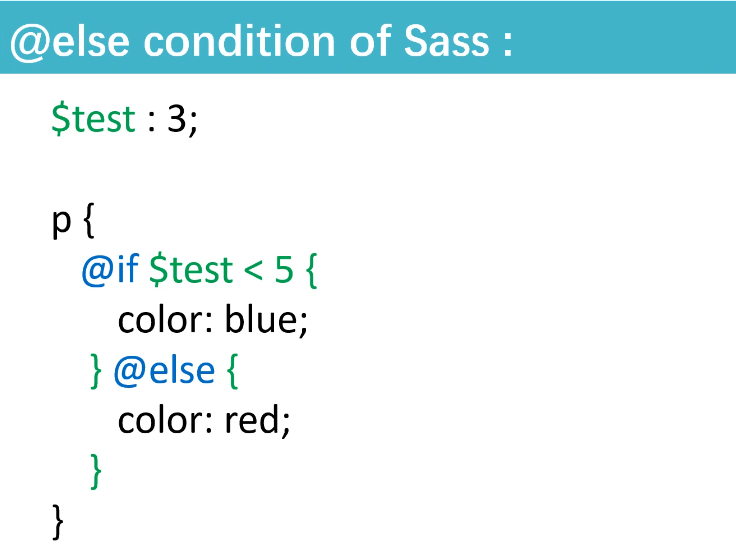 @else condition of Sass :
$test : 3;
p {
@if $test < 5 {
color: blue;
} @else {
color: red;
}
}